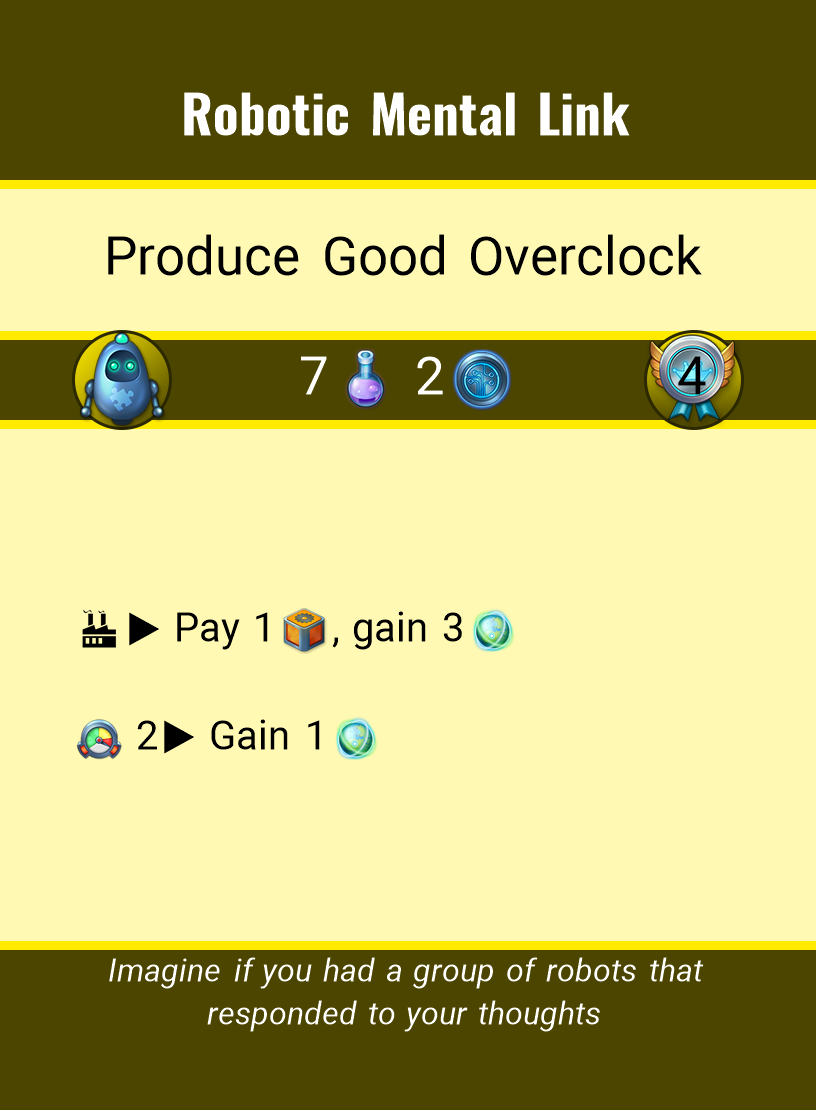 Robotic Mental Link
Produce Good Overclock
7 2 4
Pay 1 , gain 3
2 Gain 1
Imagine if you had a group of robots that
responded to your thoughts